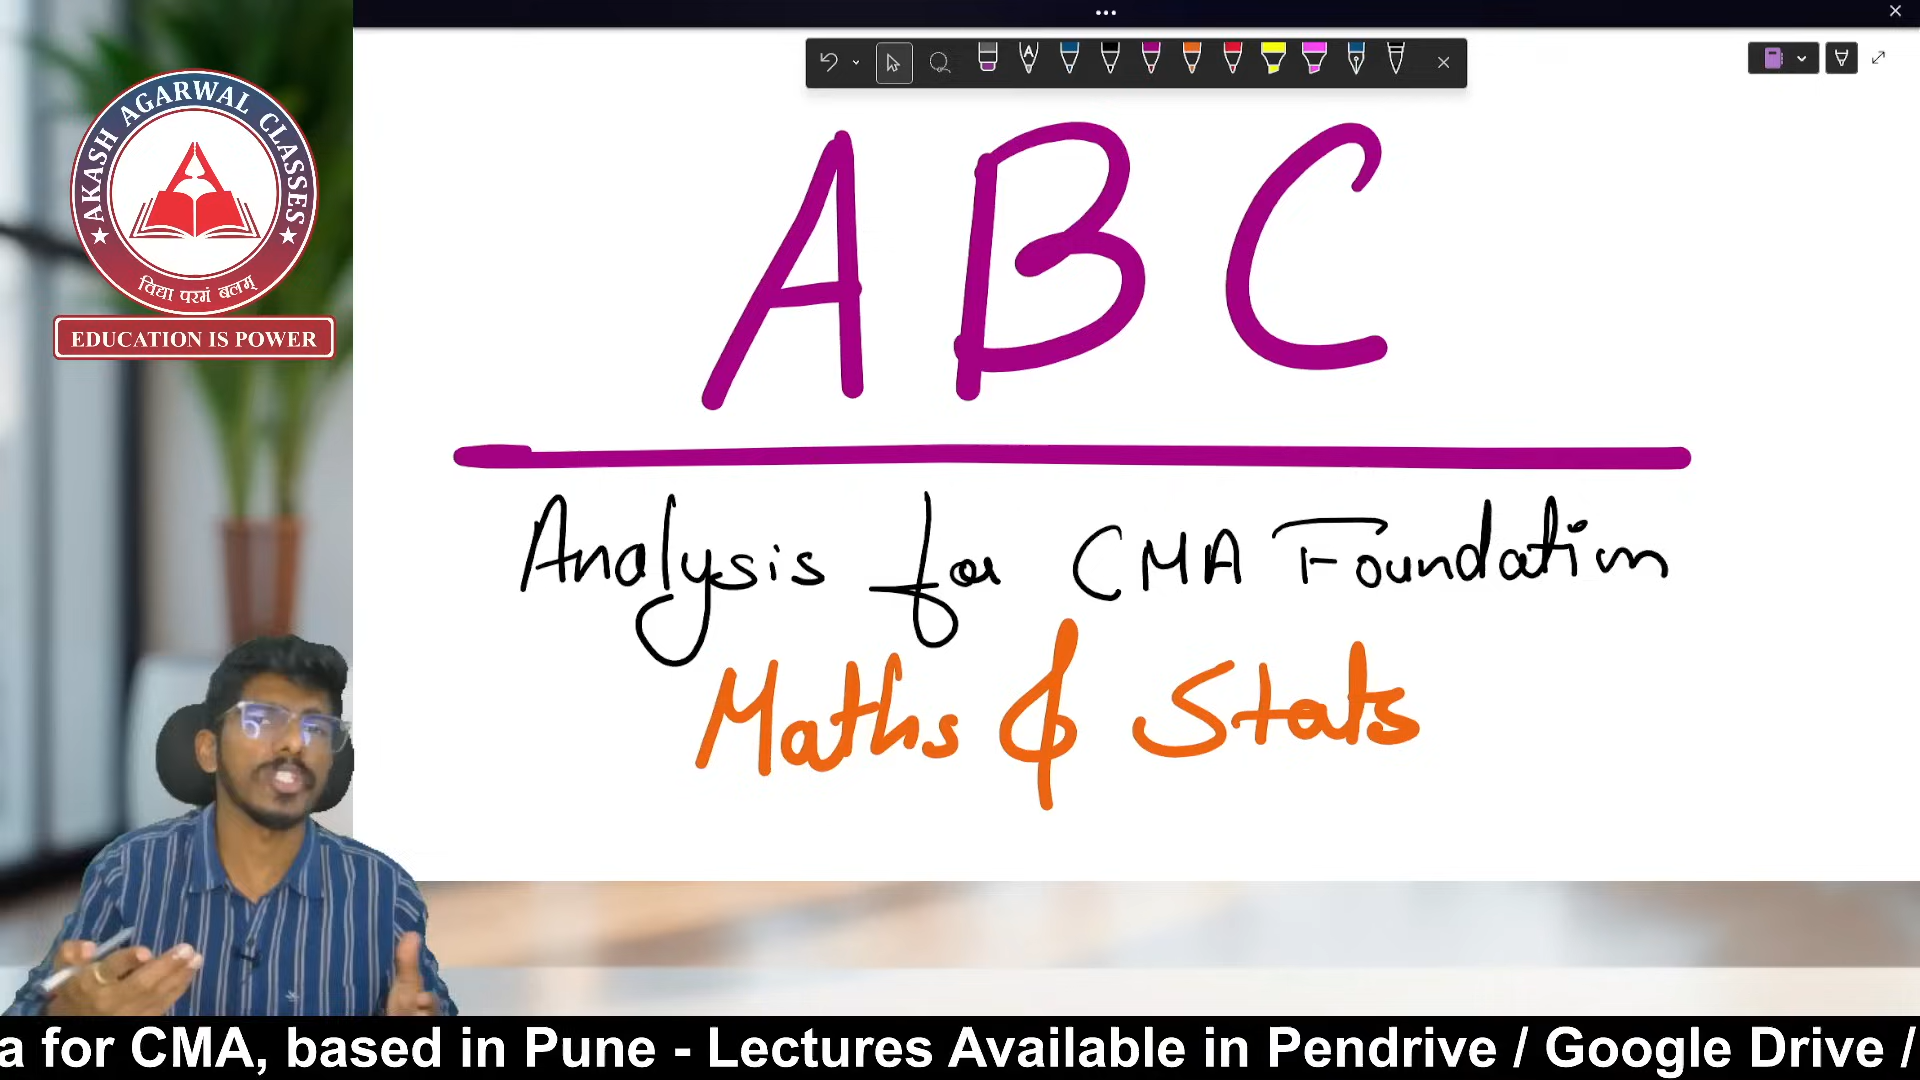 AKASH AGARWAL CLASSES
विद्या परमं बलम्
EDUCATION IS POWER
A B C
Analysis for CMA Foundation
Maths & Stats
a for CMA, based in Pune - Lectures Available in Pendrive / Google Drive /